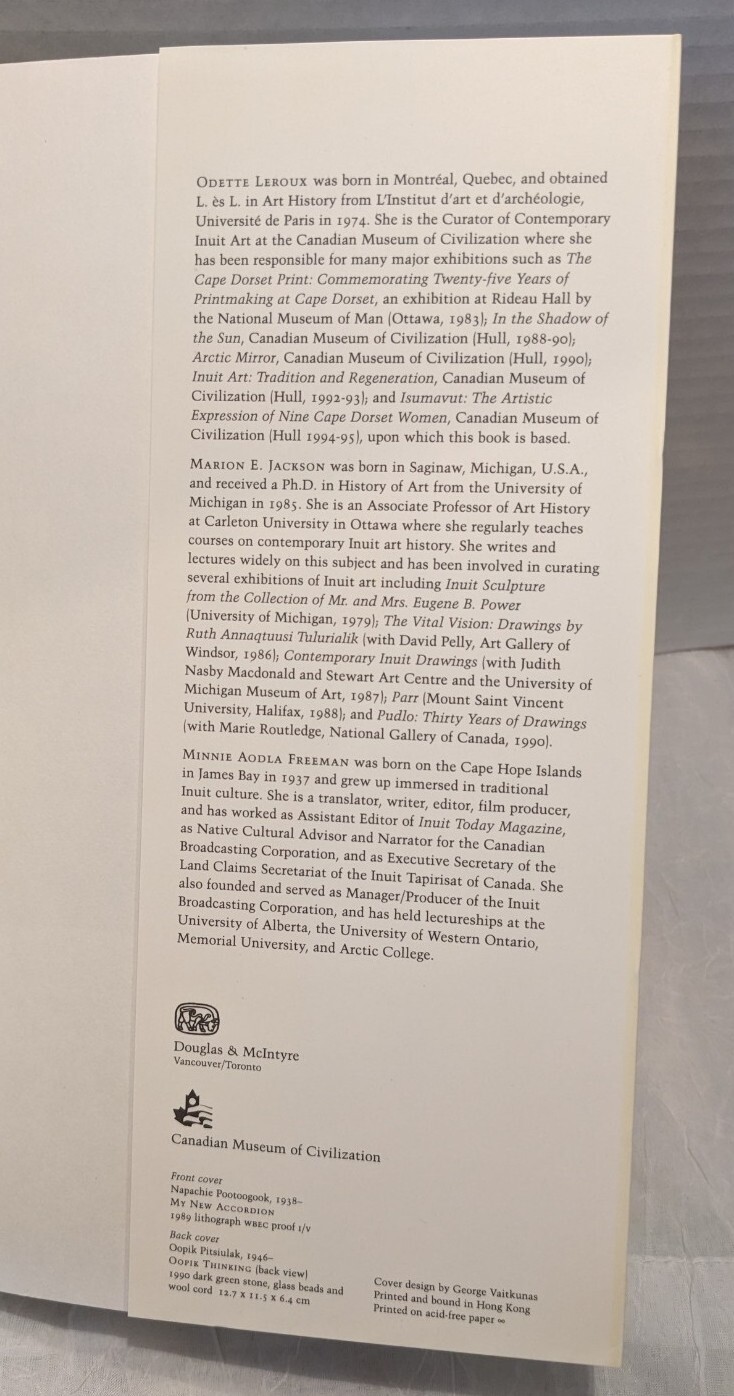 ODETTE LEROUX was born in Montréal, Quebec, and obtained
L. ès L. in Art History from L'Institut d'art et d'archéologie,
Université de Paris in 1974. She is the Curator of Contemporary
Inuit Art at the Canadian Museum of Civilization where she
has been responsible for many major exhibitions such as The
Cape Dorset Print: Commemorating Twenty-five Years of
Printmaking at Cape Dorset, an exhibition at Rideau Hall by
the National Museum of Man (Ottawa, 1983); In the Shadow of
the Sun, Canadian Museum of Civilization (Hull, 1988-90);
Arctic Mirror, Canadian Museum of Civilization (Hull, 1990);
Inuit Art: Tradition and Regeneration, Canadian Museum of
Civilization (Hull, 1992-93); and Isumavut: The Artistic
Expression of Nine Cape Dorset Women, Canadian Museum of
Civilization (Hull 1994-95), upon which this book is based.
MARION E. JACKSON was born in Saginaw, Michigan, U.S.A.,
and received a Ph.D. in History of Art from the University of
Michigan in 1985. She is an Associate Professor of Art History
at Carleton University in Ottawa where she regularly teaches
courses on contemporary Inuit art history. She writes and
lectures widely on this subject and has been involved in curating
several exhibitions of Inuit art including Inuit Sculpture
from the Collection of Mr. and Mrs. Eugene B. Power
(University of Michigan, 1979); The Vital Vision: Drawings by
Ruth Annaqtuusi Tulurialik (with David Pelly, Art Gallery of
Windsor, 1986); Contemporary Inuit Drawings (with Judith
Nasby Macdonald and Stewart Art Centre and the University of
Michigan Museum of Art, 1987); Parr (Mount Saint Vincent
University, Halifax, 1988); and Pudlo: Thirty Years of Drawings
(with Marie Routledge, National Gallery of Canada, 1990).
MINNIE AODLA FREEMAN was born on the Cape Hope Islands
in James Bay in 1937 and grew up immersed in traditional
Inuit culture. She is a translator, writer, editor, film producer,
and has worked as Assistant Editor of Inuit Today Magazine,
as Native Cultural Advisor and Narrator for the Canadian
Broadcasting Corporation, and as Executive Secretary of the
Land Claims Secretariat of the Inuit Tapirisat of Canada. She
also founded and served as Manager/Producer of the Inuit
Broadcasting Corporation, and has held lectureships at the
University of Alberta, the University of Western Ontario,
Memorial University, and Arctic College.
Douglas & McIntyre
Vancouver/Toronto
Canadian Museum of Civilization
Front cover
Napachie Pootoogook, 1938–
MY NEW ACCORDION
1989 lithograph WBEC proof 1/V
Back cover
Oopik Pitsiulak, 1946–
OOPIK THINKING (back view)
1990 dark green stone, glass beads and
wool cord 12.7 x 11.5 x 6.4 cm
Cover design by George Vaitkunas
Printed and bound in Hong Kong
Printed on acid-free paper ∞